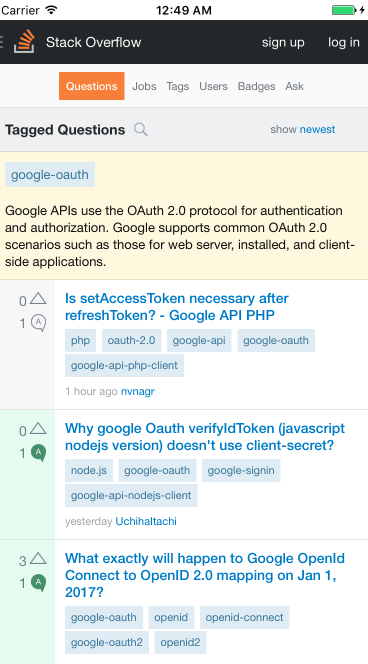 Carrier 12:49 AM
Stack Overflow sign up log in
Questions Jobs Tags Users Badges Ask
Tagged Questions show newest
google-oauth
Google APIs use the OAuth 2.0 protocol for authentication
and authorization. Google supports common OAuth 2.0
scenarios such as those for web server, installed, and client-
side applications.
0
1 A
Is setAccessToken necessary after
refreshToken? - Google API PHP
php oauth-2.0 google-api google-oauth
google-api-php-client
1 hour ago nvnagr
0
1 A
Why google Oauth verifyIdToken (javascript
nodejs version) doesn't use client-secret?
node.js google-oauth google-signin
google-api-nodejs-client
yesterday UchihaItachi
3
1 A
What exactly will happen to Google OpenId
Connect to OpenID 2.0 mapping on Jan 1,
2017?
google-oauth openid openid-connect
google-oauth2 openid2